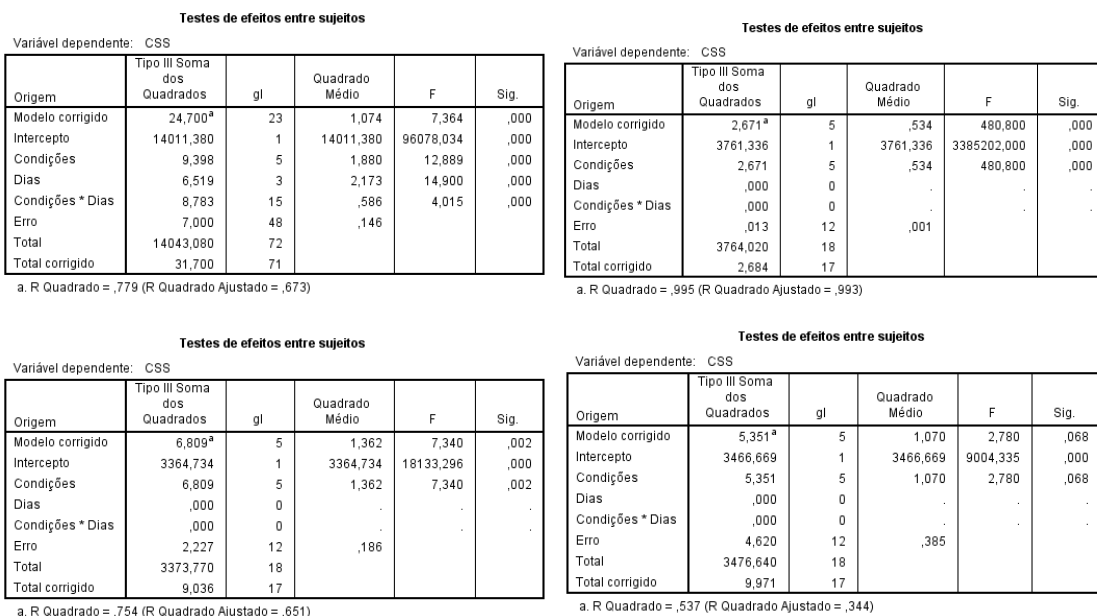 Testes de efeitos entre sujeitos
Variável dependente: CSS
Origem Tipo III Soma dos Quadrados gl Quadrado Médio F Sig.
Modelo corrigido 24,700a 23 1,074 7,364 ,000
Intercepto 14011,380 1 14011,380 96078,034 ,000
Condições 9,398 5 1,880 12,889 ,000
Dias 6,519 3 2,173 14,900 ,000
Condições * Dias 8,783 15 ,586 4,015 ,000
Erro 7,000 48 ,146
Total 14043,080 72
Total corrigido 31,700 71
a. R Quadrado = ,779 (R Quadrado Ajustado = ,673)
Testes de efeitos entre sujeitos
Variável dependente: CSS
Origem Tipo III Soma dos Quadrados gl Quadrado Médio F Sig.
Modelo corrigido 2,671a 5 ,534 480,800 ,000
Intercepto 3761,336 1 3761,336 3385202,000 ,000
Condições 2,671 5 ,534 480,800 ,000
Dias ,000 0 . . .
Condições * Dias ,000 0 . . .
Erro ,013 12 ,001
Total 3764,020 18
Total corrigido 2,684 17
a. R Quadrado = ,995 (R Quadrado Ajustado = ,993)
Testes de efeitos entre sujeitos
Variável dependente: CSS
Origem Tipo III Soma dos Quadrados gl Quadrado Médio F Sig.
Modelo corrigido 6,809a 5 1,362 7,340 ,002
Intercepto 3364,734 1 3364,734 18133,296 ,000
Condições 6,809 5 1,362 7,340 ,002
Dias ,000 0 . . .
Condições * Dias ,000 0 . . .
Erro 2,227 12 ,186
Total 3373,770 18
Total corrigido 9,036 17
a. R Quadrado = ,754 (R Quadrado Ajustado = ,651)
Testes de efeitos entre sujeitos
Variável dependente: CSS
Origem Tipo III Soma dos Quadrados gl Quadrado Médio F Sig.
Modelo corrigido 5,351a 5 1,070 2,780 ,068
Intercepto 3466,669 1 3466,669 9004,335 ,000
Condições 5,351 5 1,070 2,780 ,068
Dias ,000 0 . . .
Condições * Dias ,000 0 . . .
Erro 4,620 12 ,385
Total 3476,640 18
Total corrigido 9,971 17
a. R Quadrado = ,537 (R Quadrado Ajustado = ,344)